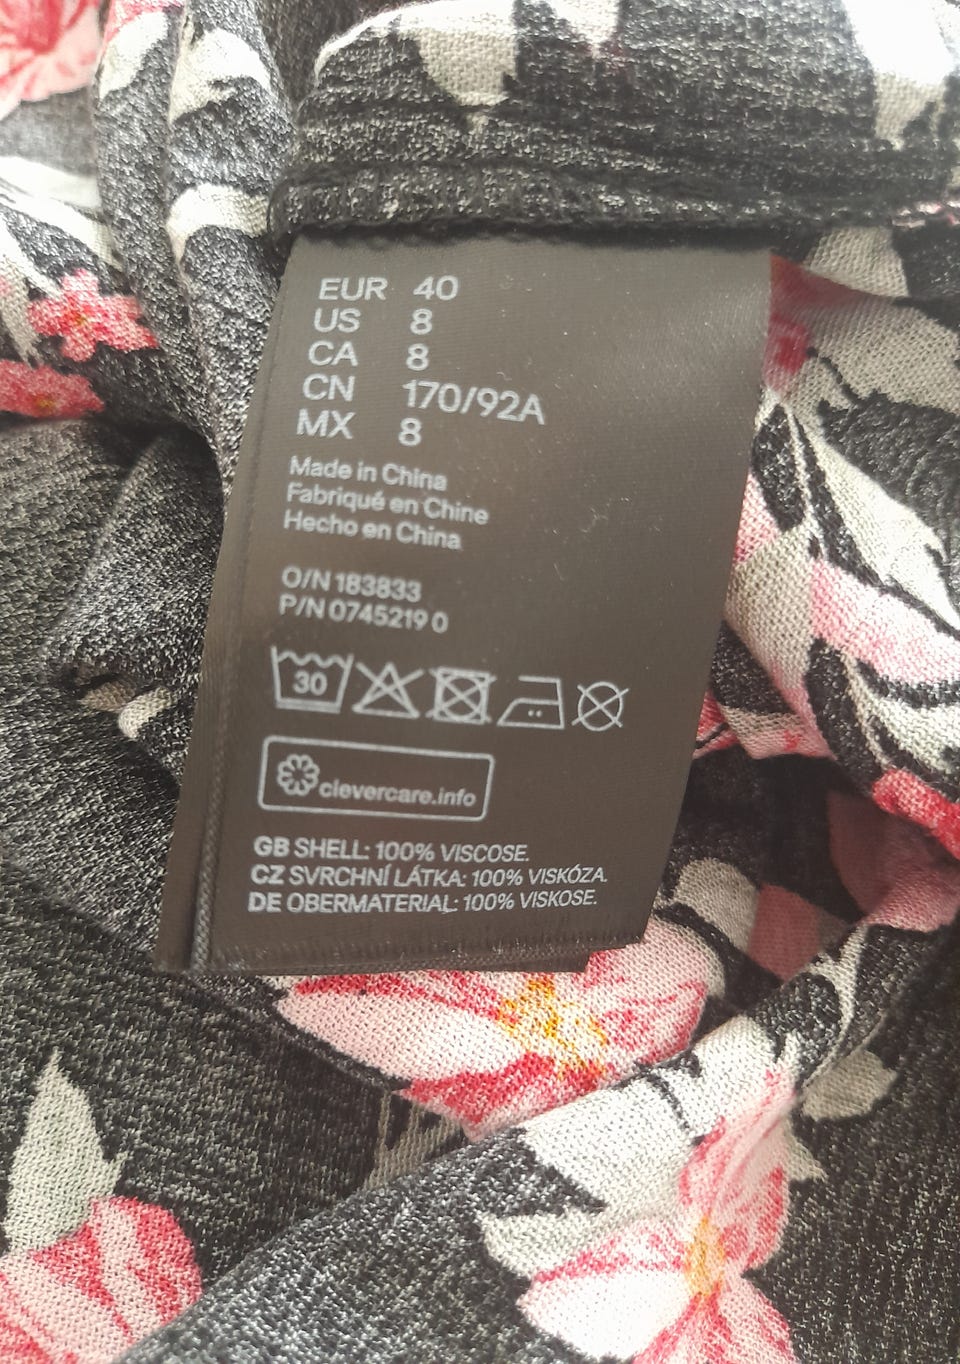 EUR 40
US 8
CA 8
CN 170/92A
MX 8
Made in China
Fabriqué en Chine
Hecho en China
O/N 183833
P/N 0745219 0
30
clevercare.info
GB SHELL: 100% VISCOSE.
CZ SVRCHNÍ LÁTKA: 100% VISKÓZA.
DE OBERMATERIAL: 100% VISKOSE.